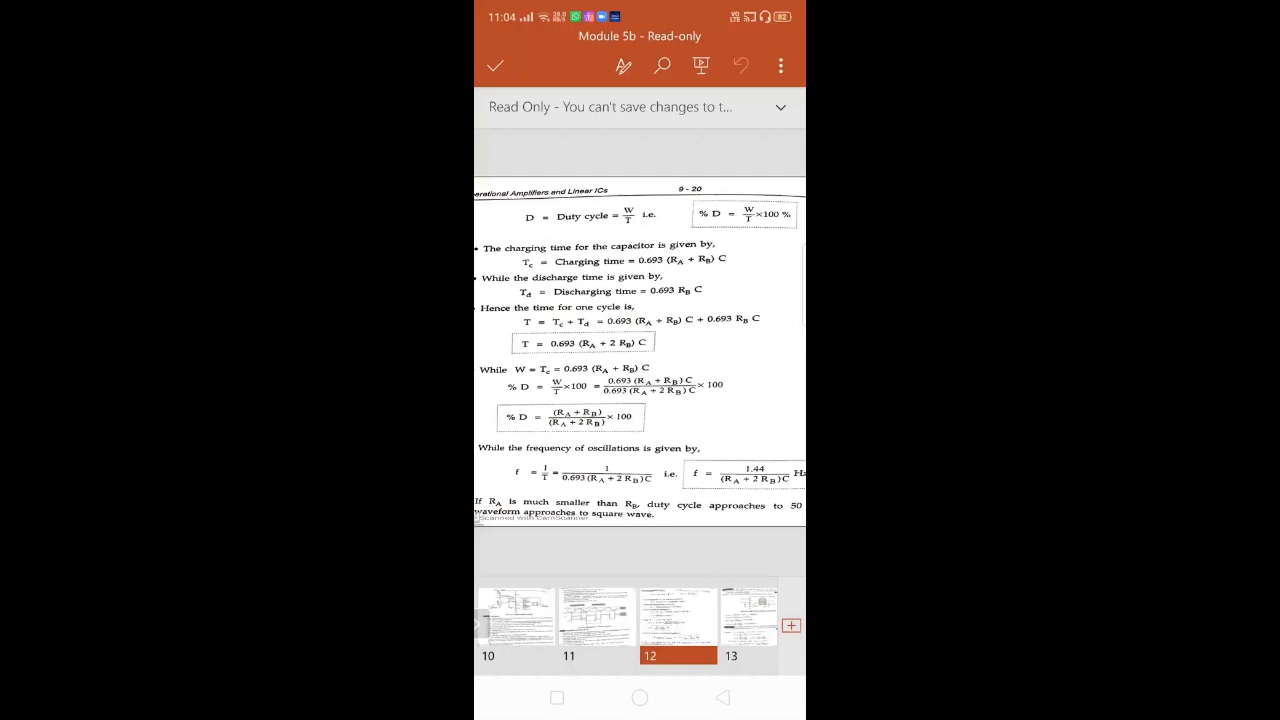 11:04 VO LTE 82
Module 5b - Read-only
Read Only - You can't save changes to t...
erational Amplifiers and Linear ICs 9 - 20
D = Duty cycle = W/T i.e. % D = W/T ×100 %
• The charging time for the capacitor is given by,
Tc = Charging time = 0.693 (RA + RB) C
• While the discharge time is given by,
Td = Discharging time = 0.693 RB C
• Hence the time for one cycle is,
T = Tc + Td = 0.693 (RA + RB) C + 0.693 RB C
T = 0.693 (RA + 2 RB) C
While W = Tc = 0.693 (RA + RB) C
% D = W/T ×100 = 0.693 (RA + RB) C / 0.693 (RA + 2 RB) C × 100
% D = (RA + RB) / (RA + 2 RB) × 100
While the frequency of oscillations is given by,
f = 1/T = 1 / 0.693 (RA + 2 RB) C i.e. f = 1.44 / (RA + 2 RB) C Hz
If RA is much smaller than RB, duty cycle approaches to 50
waveform approaches to square wave.
Scanned with CamScanner
10 11 12 13